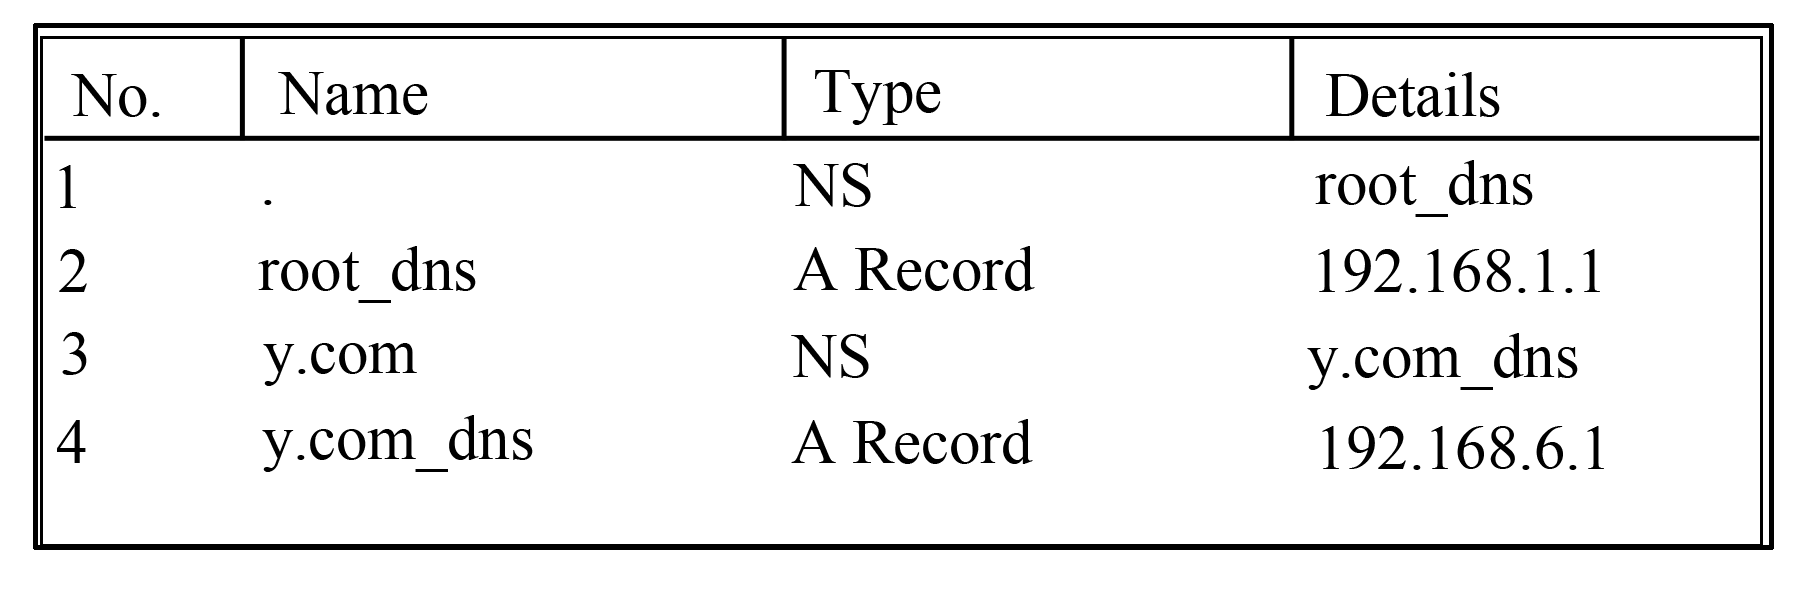 No. Name Type Details
1 . NS root_dns
2 root_dns A Record 192.168.1.1
3 y.com NS y.com_dns
4 y.com_dns A Record 192.168.6.1